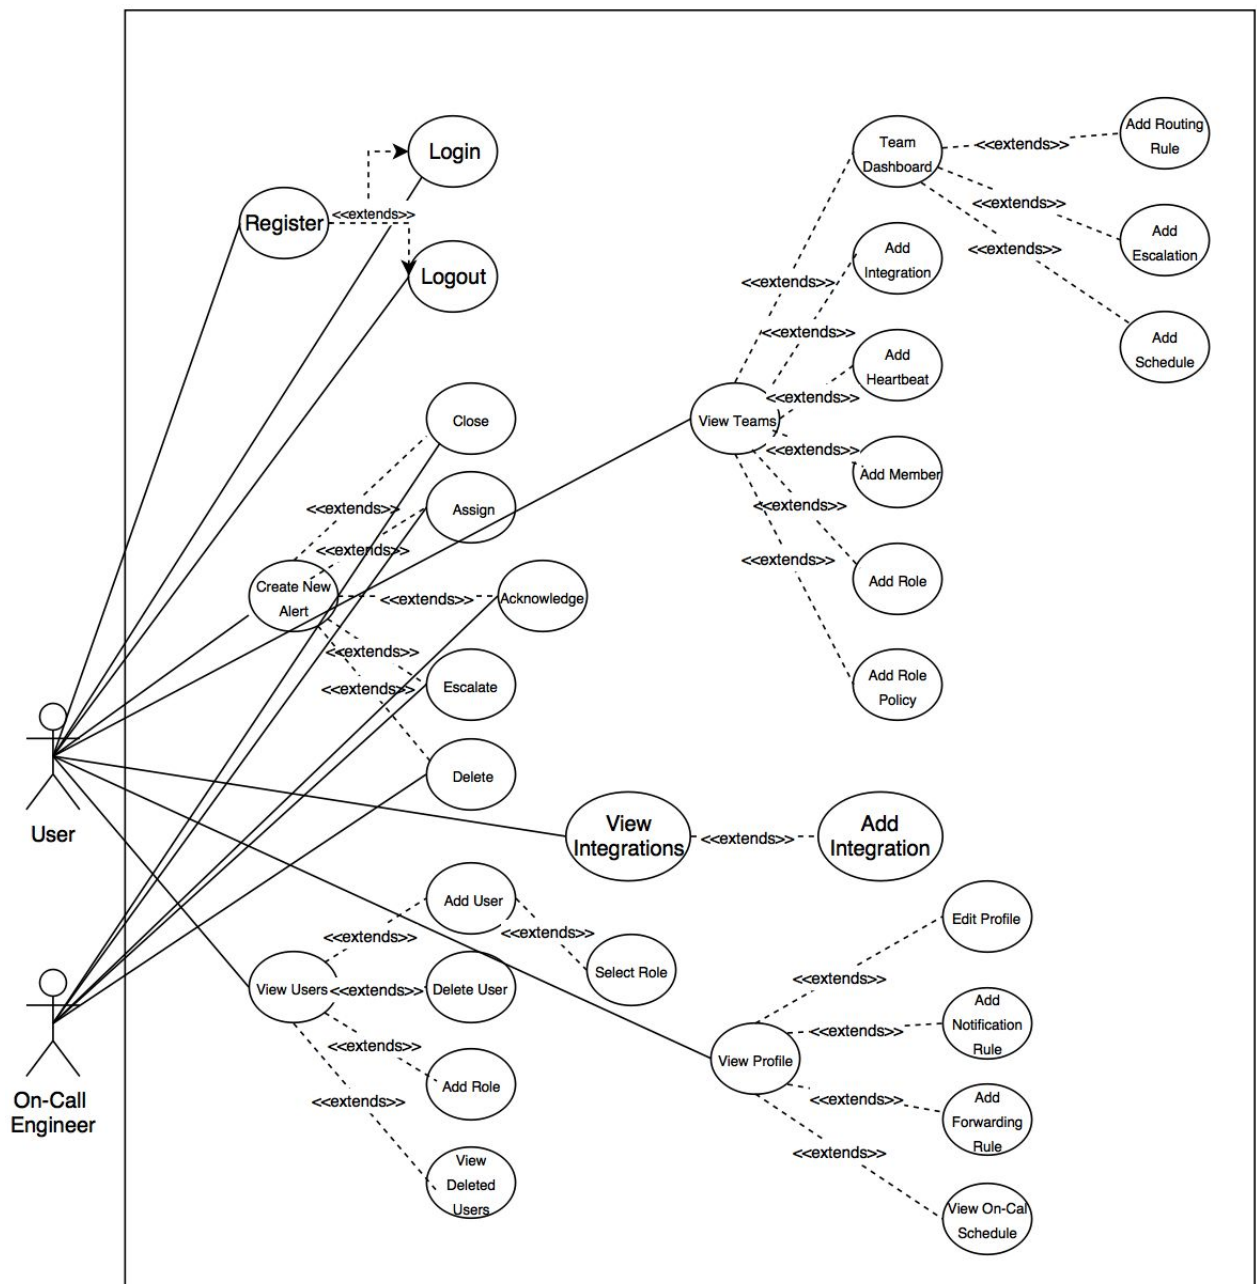 Login
Register
<<extends>>
Logout
Team
Dashboard
<<extends>>
Add Routing
Rule
<<extends>>
Add
Escalation
<<extends>>
Add
Schedule
<<extends>>
Add
Integration
<<extends>>
Add
Heartbeat
<<extends>>
View Teams
<<extends>>
Add Member
<<extends>>
Add Role
<<extends>>
Add Role
Policy
Close
<<extends>>
Assign
<<extends>>
Create New
Alert
<<extends>>
Acknowledge
<<extends>>
Escalate
<<extends>>
Delete
User
View
Integrations
<<extends>>
Add
Integration
Add User
<<extends>>
<<extends>>
Select Role
View Users
<<extends>>
Delete User
<<extends>>
Add Role
<<extends>>
View
Deleted
Users
On-Call
Engineer
Edit Profile
<<extends>>
Add
Notification
Rule
<<extends>>
View Profile
<<extends>>
Add
Forwarding
Rule
<<extends>>
View On-Cal
Schedule